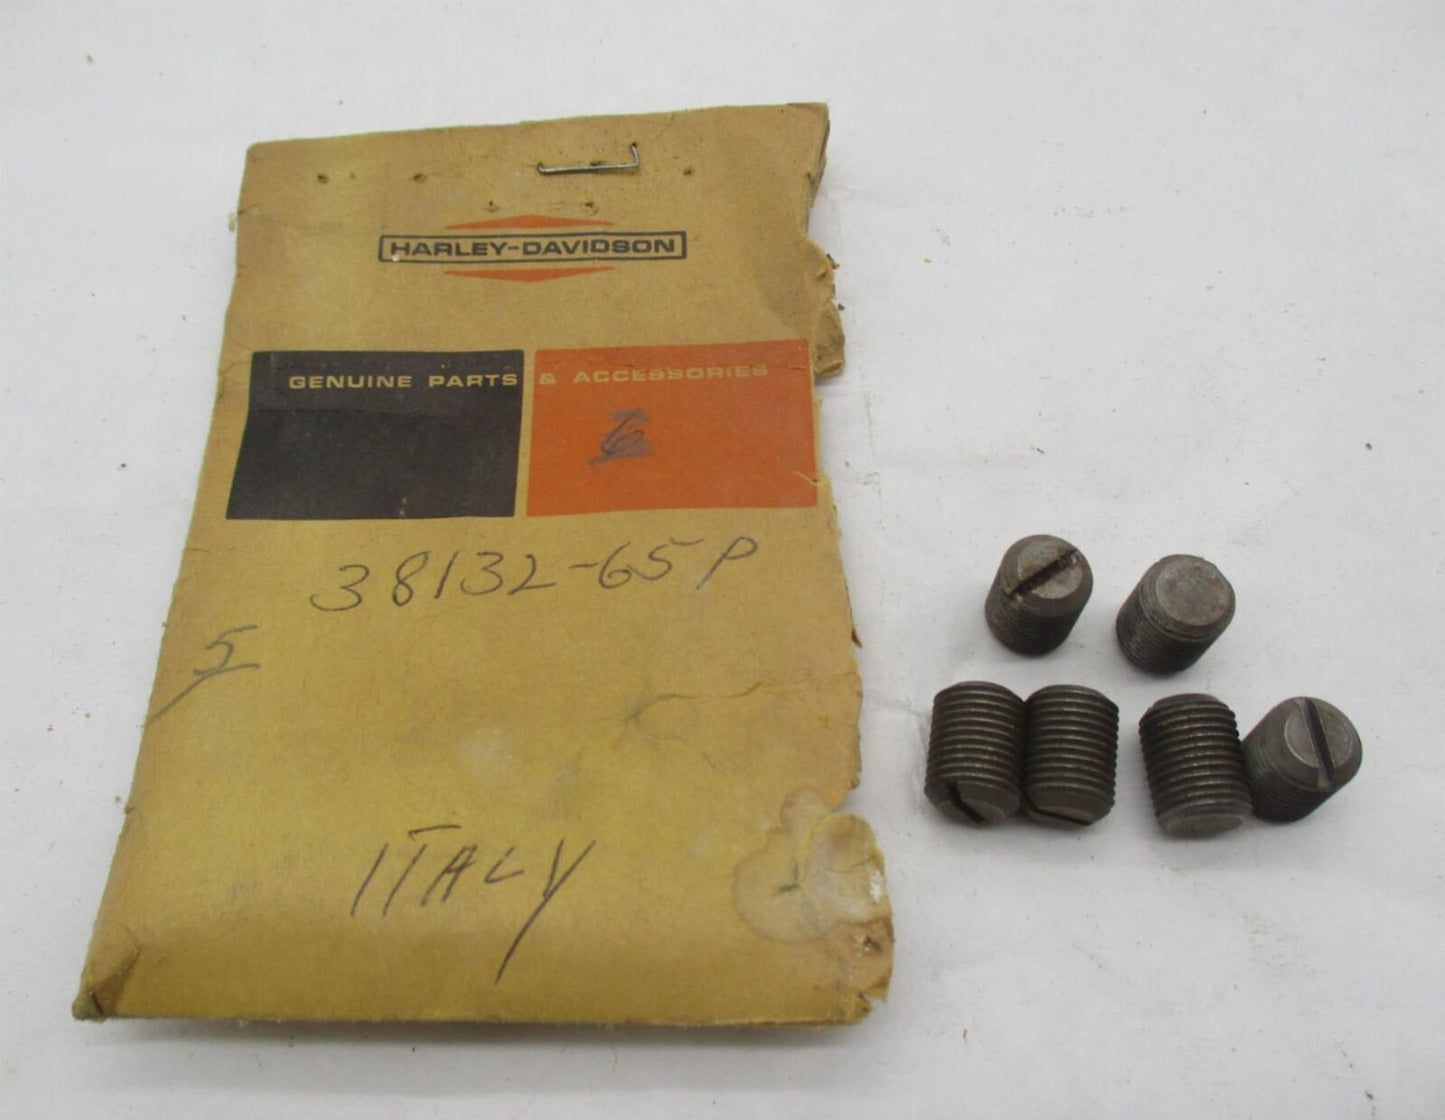 HARLEY-DAVIDSON
GENUINE PARTS & ACCESSORIES
38132-65P
5
ITALY